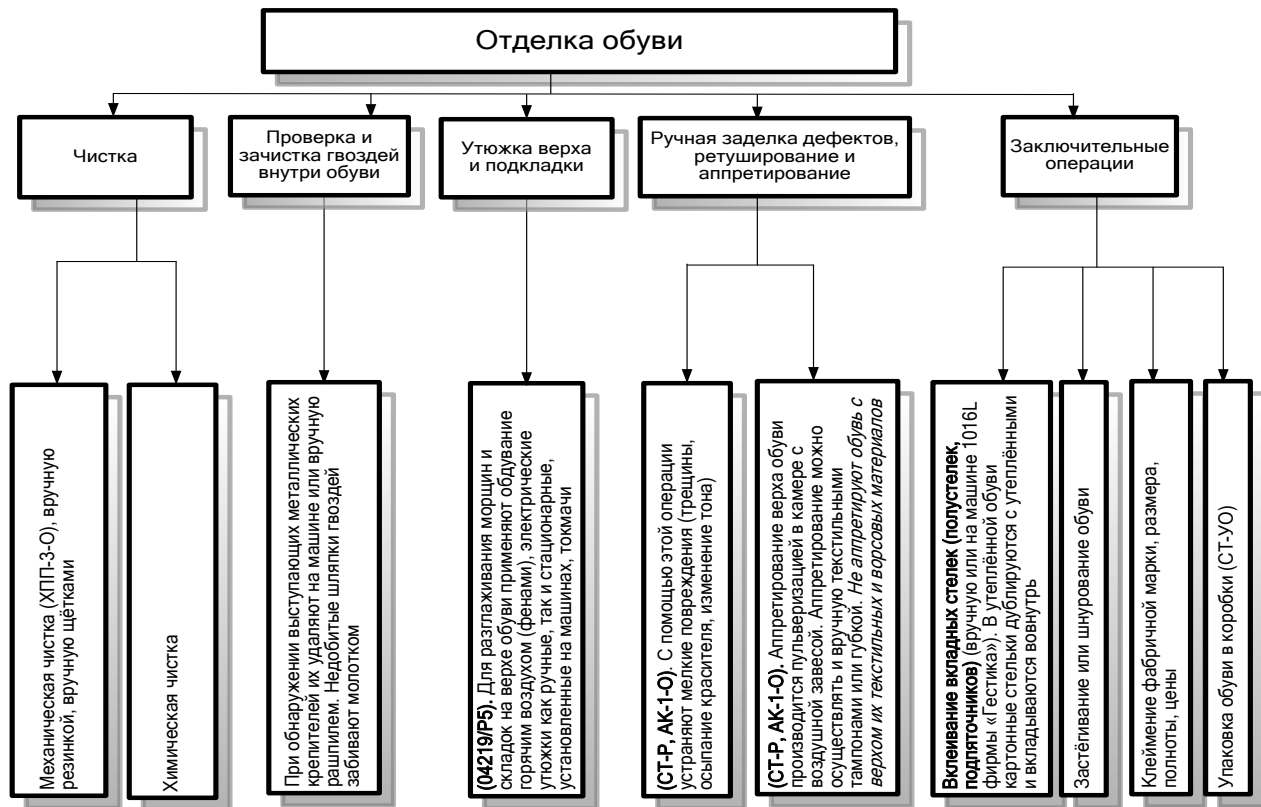 Отделка обуви
Чистка
Проверка и
зачистка гвоздей
внутри обуви
Утюжка верха
и подкладки
Ручная заделка дефектов,
ретуширование и
аппретирование
Заключительные
операции
Механическая чистка (ХПП-3-О), вручную
резинкой, вручную щётками
Химическая чистка
При обнаружении выступающих металлических
крепителей их удаляют на машине или вручную
рашпилем. Недобитые шляпки гвоздей
забивают молотком
(04219/Р5). Для разглаживания морщин и
складок на верхе обуви применяют обдувание
горячим воздухом (фенами), электрические
утюжки как ручные, так и стационарные,
установленные на машинах, токмачи
(СТ-Р, АК-1-О). С помощью этой операции
устраняют мелкие повреждения (трещины,
осыпание красителя, изменение тона)
(СТ-Р, АК-1-О). Аппретирование верха обуви
производится пульверизацией в камере с
воздушной завесой. Аппретирование можно
осуществлять и вручную текстильными
тампонами или губкой. Не аппретируют обувь с
верхом их текстильных и ворсовых материалов
Вклеивание вкладных стелек (полустелек,
подпяточников) (вручную или на машине 1016L
фирмы «Гестика»). В утеплённой обуви
картонные стельки дублируются с утеплёнными
и вкладываются вовнутрь
Застёгивание или шнурование обуви
Клеймение фабричной марки, размера,
полноты, цены
Упаковка обуви в коробки (СТ-УО)